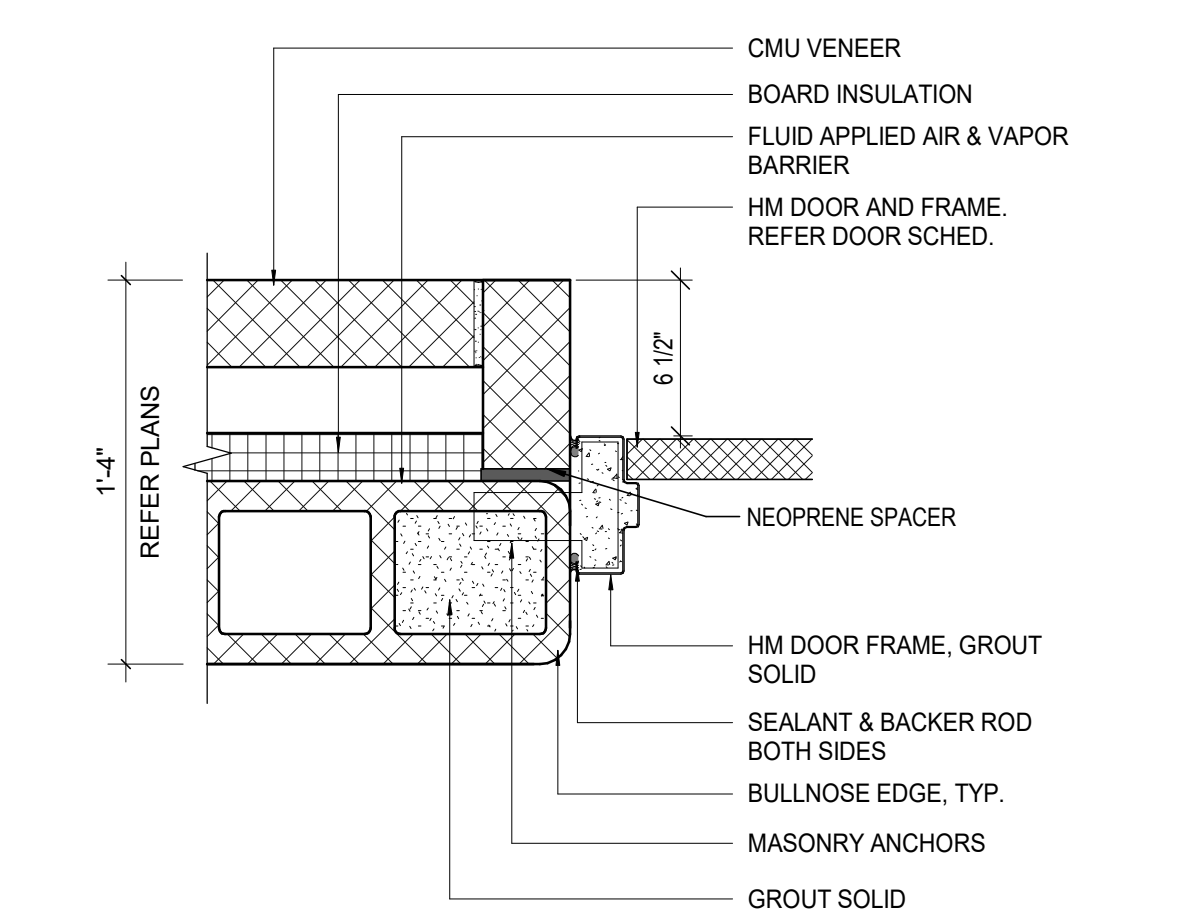 CMU VENEER
BOARD INSULATION
FLUID APPLIED AIR & VAPOR
BARRIER
HM DOOR AND FRAME.
REFER DOOR SCHED.
1'-4"
REFER PLANS
6 1/2"
NEOPRENE SPACER
HM DOOR FRAME, GROUT
SOLID
SEALANT & BACKER ROD
BOTH SIDES
BULLNOSE EDGE, TYP.
MASONRY ANCHORS
GROUT SOLID